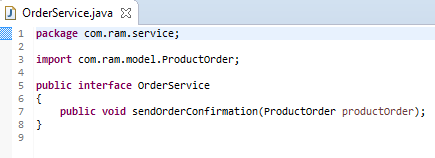 OrderService.java
1 package com.ram.service;
2
3 import com.ram.model.ProductOrder;
4
5 public interface OrderService
6 {
7     public void sendOrderConfirmation(ProductOrder productOrder);
8 }
9